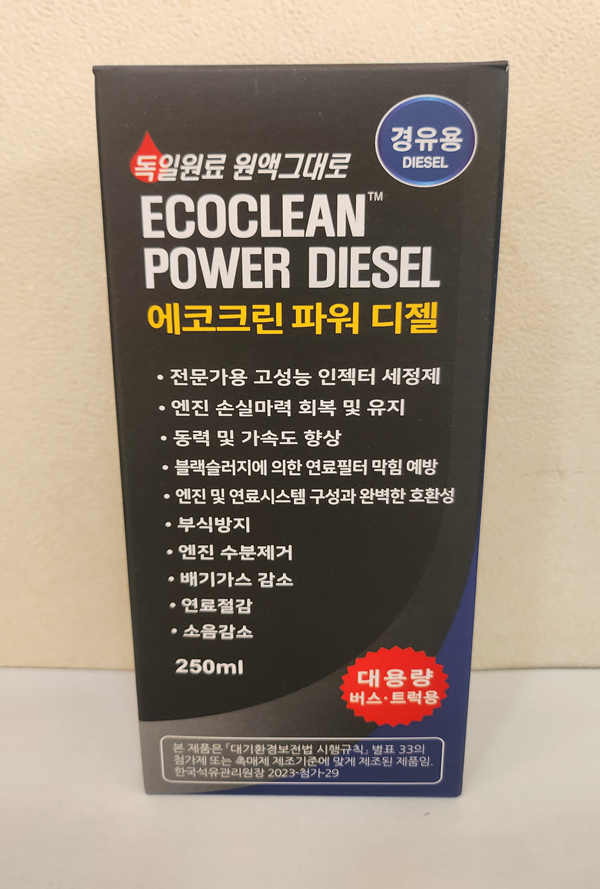 경유용
DIESEL
독일원료 원액그대로
ECOCLEAN™
POWER DIESEL
에코크린 파워 디젤
• 전문가용 고성능 인젝터 세정제
• 엔진 손실마력 회복 및 유지
• 동력 및 가속도 향상
• 블랙슬러지에 의한 연료필터 막힘 예방
• 엔진 및 연료시스템 구성과 완벽한 호환성
• 부식방지
• 엔진 수분제거
• 배기가스 감소
• 연료절감
• 소음감소
250ml
대용량
버스·트럭용
본 제품은 「대기환경보전법 시행규칙」 별표 33의
첨가제 또는 촉매제 제조기준에 맞게 제조된 제품임.
한국석유관리원장 2023-첨가-29